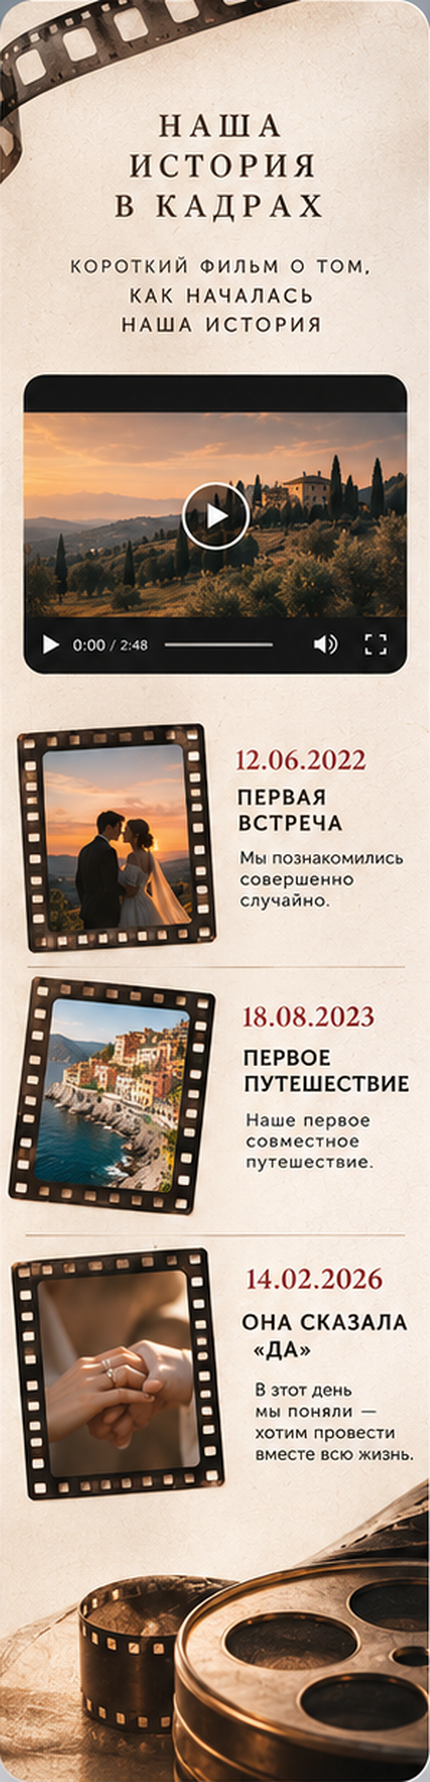 НАША
ИСТОРИЯ
В КАДРАХ
КОРОТКИЙ ФИЛЬМ О ТОМ,
КАК НАЧАЛАСЬ
НАША ИСТОРИЯ
0:00 / 2:48
12.06.2022
ПЕРВАЯ
ВСТРЕЧА
Мы познакомились
совершенно
случайно.
18.08.2023
ПЕРВОЕ
ПУТЕШЕСТВИЕ
Наше первое
совместное
путешествие.
14.02.2026
ОНА СКАЗАЛА
«ДА»
В этот день
мы поняли —
хотим провести
вместе всю жизнь.